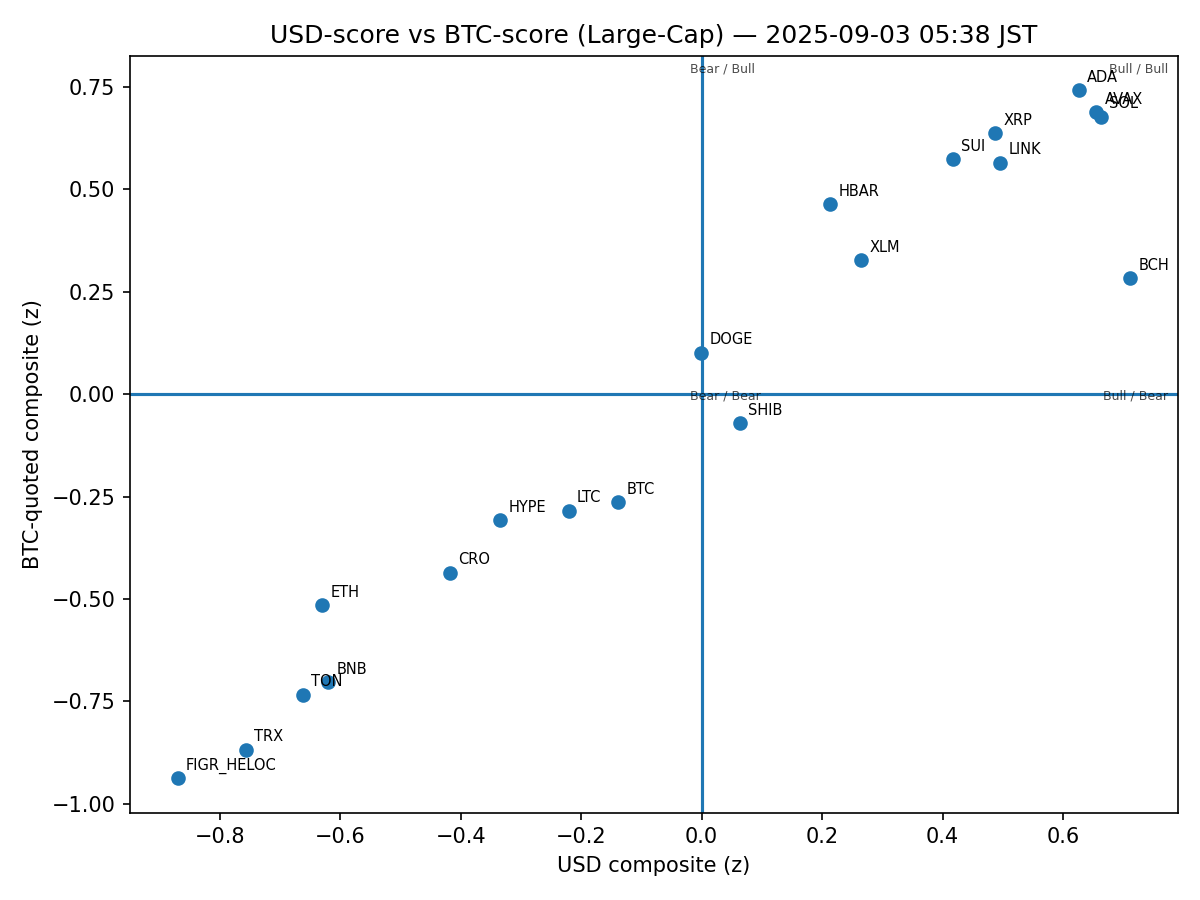 USD-score vs BTC-score (Large-Cap) — 2025-09-03 05:38 JST
Bear / Bull
Bull / Bull
ADA
AVAX
SOL
XRP
SUI
LINK
HBAR
XLM
BCH
DOGE
Bear / Bear
Bull / Bear
SHIB
BTC
LTC
HYPE
CRO
ETH
BNB
TON
TRX
FIGR_HELOC
0.75
0.50
0.25
0.00
−0.25
−0.50
−0.75
−1.00
BTC-quoted composite (z)
−0.8 −0.6 −0.4 −0.2 0.0 0.2 0.4 0.6
USD composite (z)